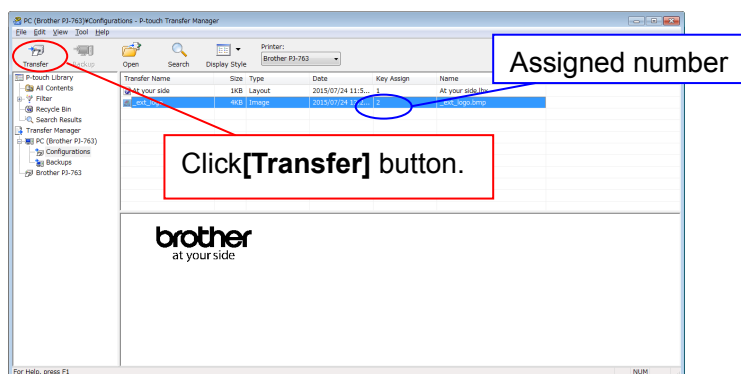 PC (Brother PJ-763)¥Configurations - P-touch Transfer Manager
File Edit View Tool Help
Transfer Backup Open Search Display Style Printer: Brother PJ-763
Assigned number
P-touch Library
All Contents
Filter
Recycle Bin
Search Results
Transfer Manager
PC (Brother PJ-763)
Configurations
Backups
Brother PJ-763
Transfer Name Size Type Date Key Assign Name
At your side 1KB Layout 2015/07/24 11:5... 1 At your side.lbx
_ext_logo 4KB Image 2015/07/24 2 _ext_logo.bmp
Click[Transfer] button.
brother
at your side
For Help, press F1 NUM